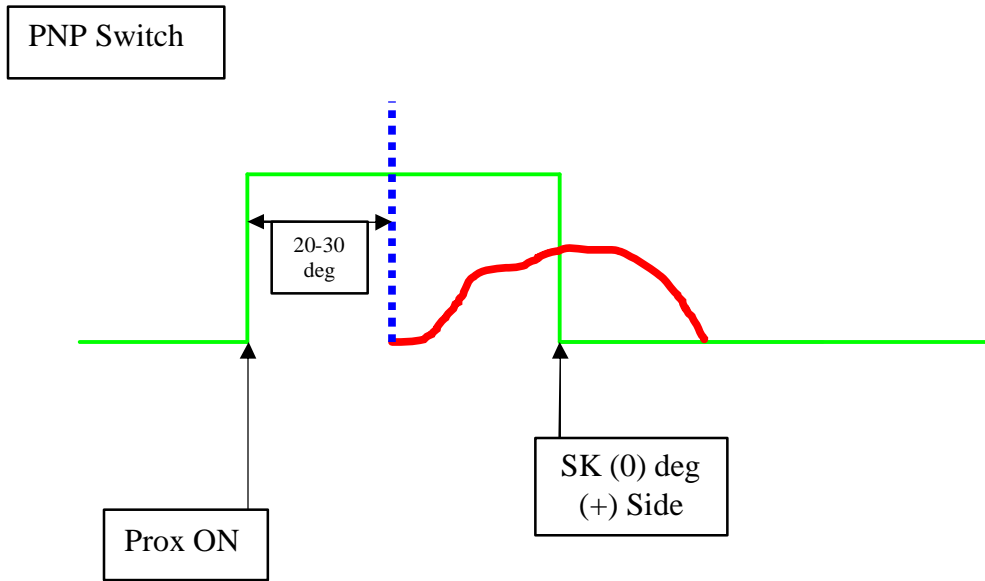 PNP Switch
20-30
deg
SK (0) deg
(+) Side
Prox ON